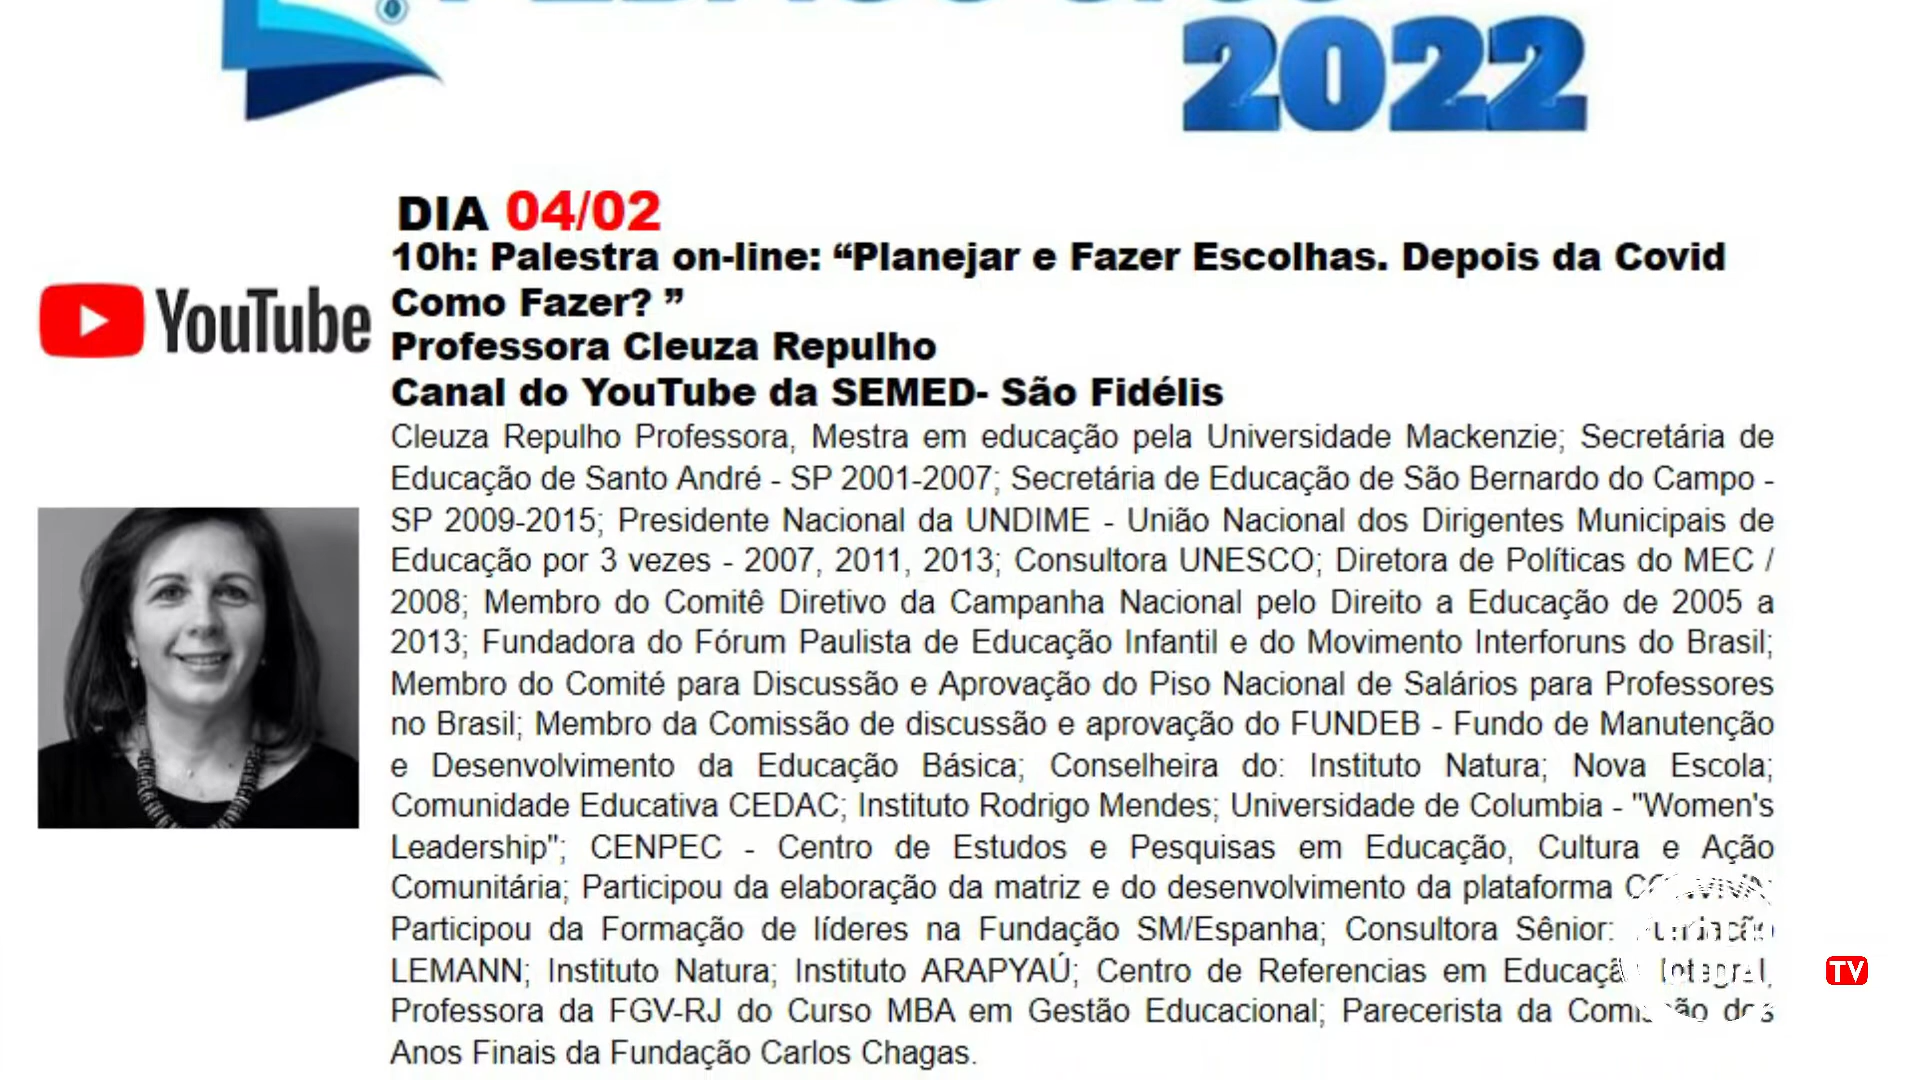 2022
DIA 04/02
10h: Palestra on-line: “Planejar e Fazer Escolhas. Depois da Covid
Como Fazer? ”
Professora Cleuza Repulho
Canal do YouTube da SEMED- São Fidélis
YouTube
Cleuza Repulho Professora, Mestra em educação pela Universidade Mackenzie; Secretária de
Educação de Santo André - SP 2001-2007; Secretária de Educação de São Bernardo do Campo -
SP 2009-2015; Presidente Nacional da UNDIME - União Nacional dos Dirigentes Municipais de
Educação por 3 vezes - 2007, 2011, 2013; Consultora UNESCO; Diretora de Políticas do MEC /
2008; Membro do Comitê Diretivo da Campanha Nacional pelo Direito a Educação de 2005 a
2013; Fundadora do Fórum Paulista de Educação Infantil e do Movimento Interforuns do Brasil;
Membro do Comité para Discussão e Aprovação do Piso Nacional de Salários para Professores
no Brasil; Membro da Comissão de discussão e aprovação do FUNDEB - Fundo de Manutenção
e Desenvolvimento da Educação Básica; Conselheira do: Instituto Natura; Nova Escola;
Comunidade Educativa CEDAC; Instituto Rodrigo Mendes; Universidade de Columbia - "Women's
Leadership"; CENPEC - Centro de Estudos e Pesquisas em Educação, Cultura e Ação
Comunitária; Participou da elaboração da matriz e do desenvolvimento da plataforma
Participou da Formação de líderes na Fundação SM/Espanha; Consultora Sênior: Fundação
LEMANN; Instituto Natura; Instituto ARAPYAÚ; Centro de Referencias em Educação Integral,
Professora da FGV-RJ do Curso MBA em Gestão Educacional; Parecerista da Comissão dos
Anos Finais da Fundação Carlos Chagas.
TV